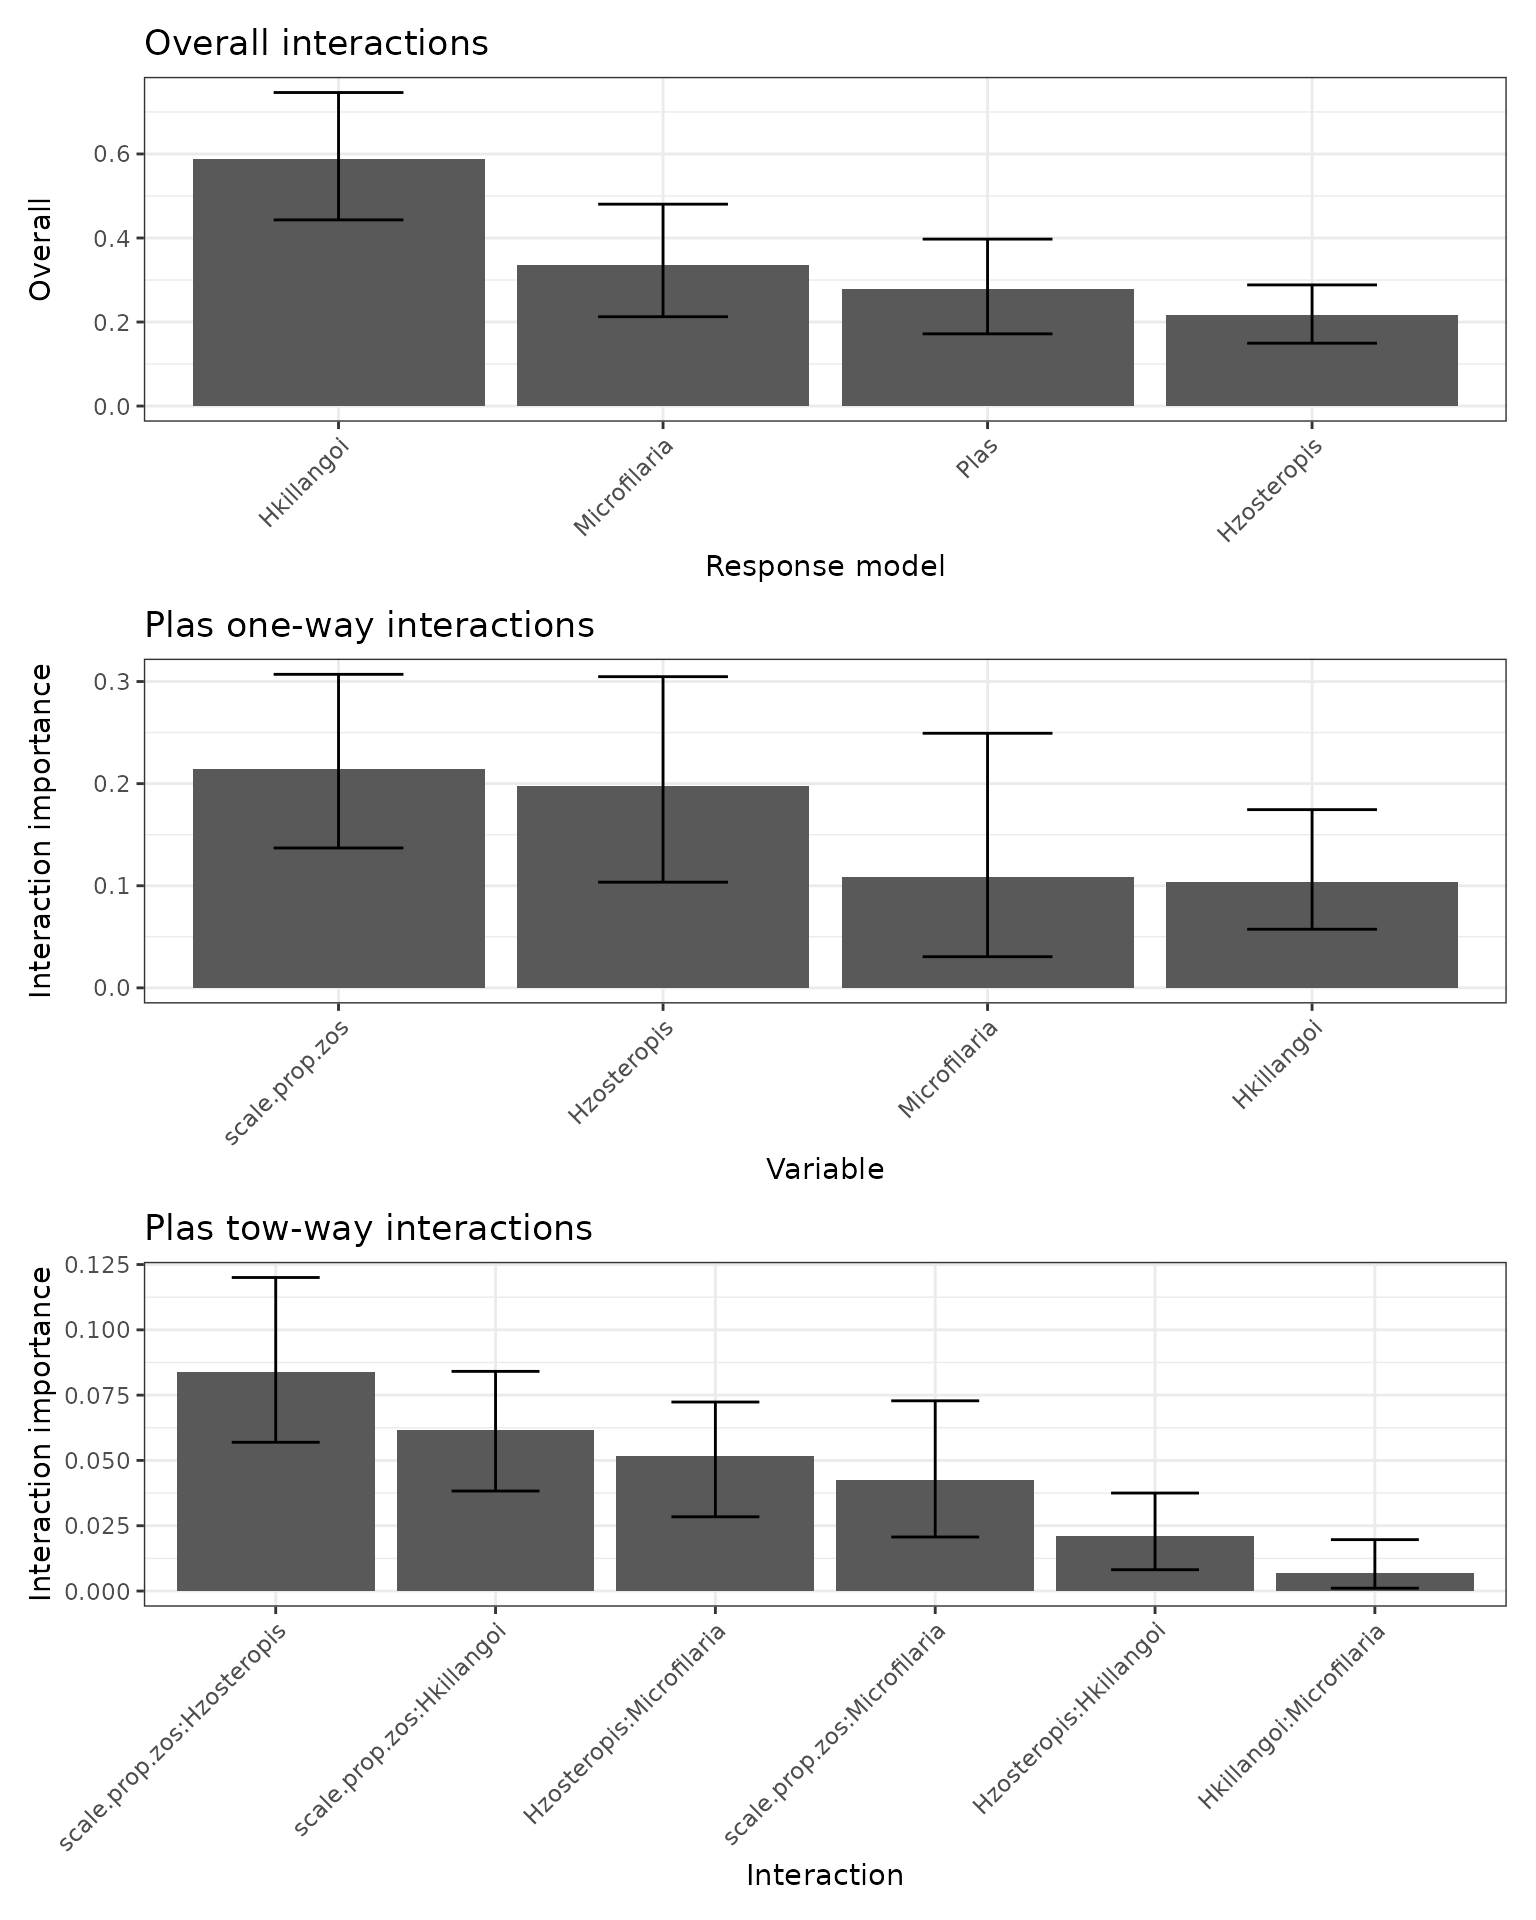 Overall interactions
Overall
0.6
0.4
0.2
0.0
Hkillangoi
Microfilaria
Plas
Hzosteropis
Response model
Plas one-way interactions
Interaction importance
0.3
0.2
0.1
0.0
scale.prop.zos
Hzosteropis
Microfilaria
Hkillangoi
Variable
Plas tow-way interactions
Interaction importance
0.125
0.100
0.075
0.050
0.025
0.000
scale.prop.zos:Hzosteropis
scale.prop.zos:Hkillangoi
Hzosteropis:Microfilaria
scale.prop.zos:Microfilaria
Hzosteropis:Hkillangoi
Hkillangoi:Microfilaria
Interaction